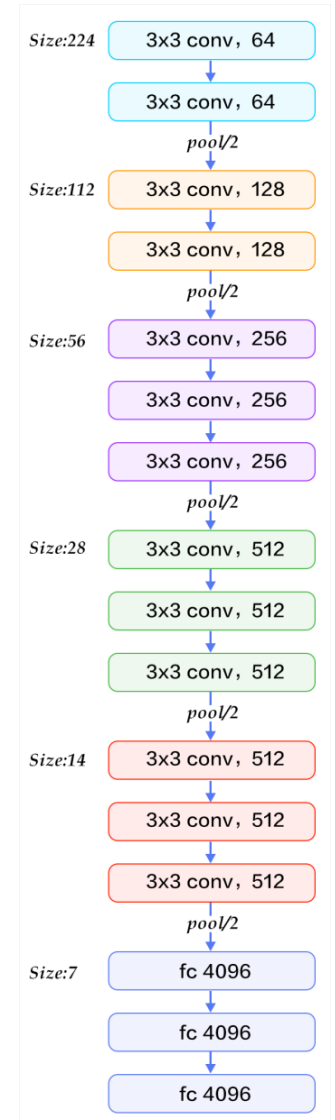 Size:224
3x3 conv, 64
3x3 conv, 64
pool/2
Size:112
3x3 conv, 128
3x3 conv, 128
pool/2
Size:56
3x3 conv, 256
3x3 conv, 256
3x3 conv, 256
pool/2
Size:28
3x3 conv, 512
3x3 conv, 512
3x3 conv, 512
pool/2
Size:14
3x3 conv, 512
3x3 conv, 512
3x3 conv, 512
pool/2
Size:7
fc 4096
fc 4096
fc 4096